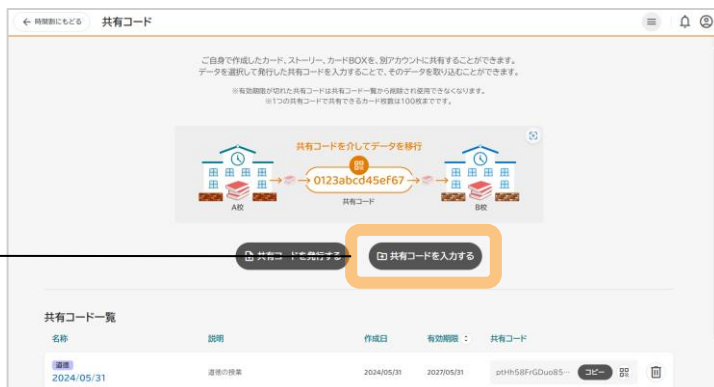 ← 時間割にもどる 共有コード
ご自身で作成したカード、ストーリー、カードBOXを、別アカウントに共有することができます。
データを選択して発行した共有コードを入力することで、そのデータを取り込むことができます。
※有効期限が切れた共有コードは共有コード一覧から削除され使用できなくなります。
※1つの共有コードで共有できるカード枚数は100枚までです。
共有コードを介してデータを移行
0123abcd45eF67
共有コード
A校
B校
共有コードを発行する
共有コードを入力する
共有コード一覧
名称 説明 作成日 有効期限 共有コード
道徳
2024/05/31 道徳の授業 2024/05/31 2027/05/31 ptHh58FrGDuo85… コピー